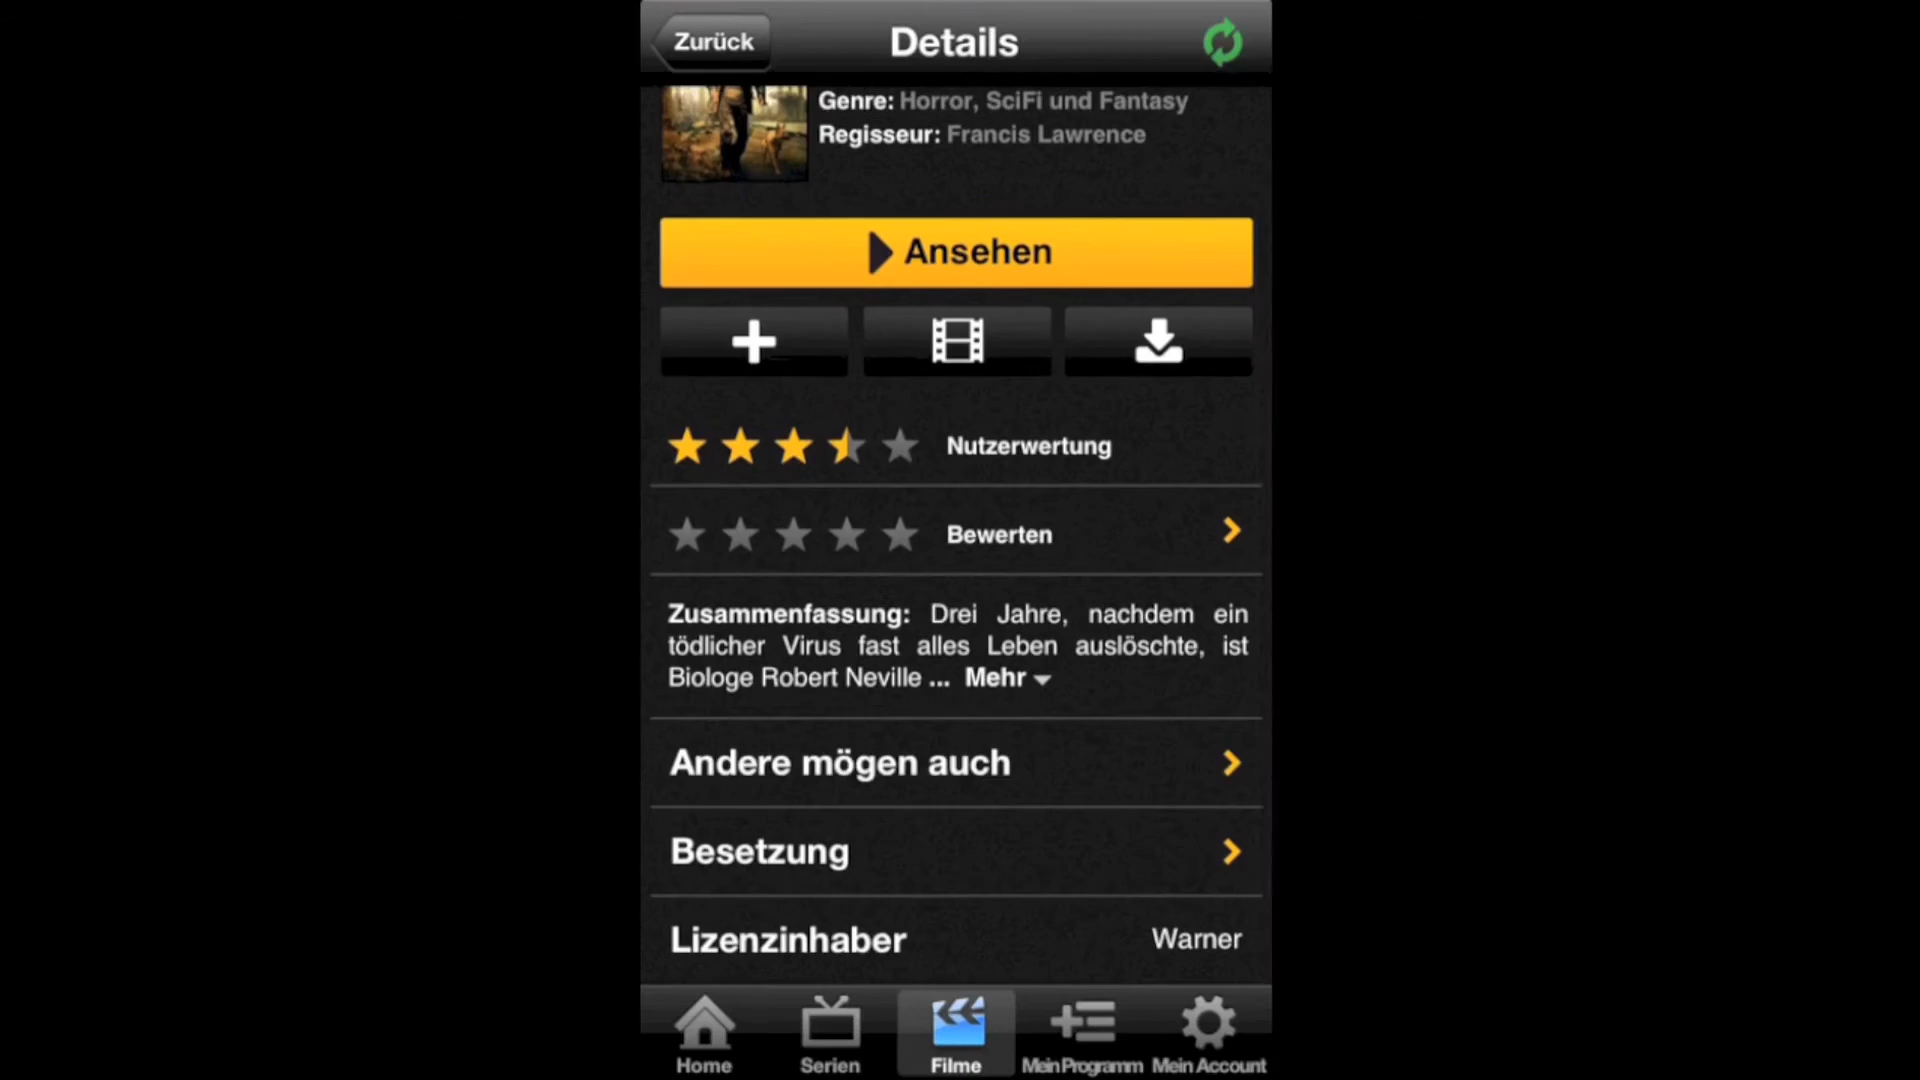 Zurück
Details
Genre: Horror, SciFi und Fantasy
Regisseur: Francis Lawrence
Ansehen
Nutzerwertung
Bewerten
Zusammenfassung: Drei Jahre, nachdem ein
tödlicher Virus fast alles Leben auslöschte, ist
Biologe Robert Neville ... Mehr
Andere mögen auch
Besetzung
Lizenzinhaber Warner
Home Serien Filme Mein Programm Mein Account